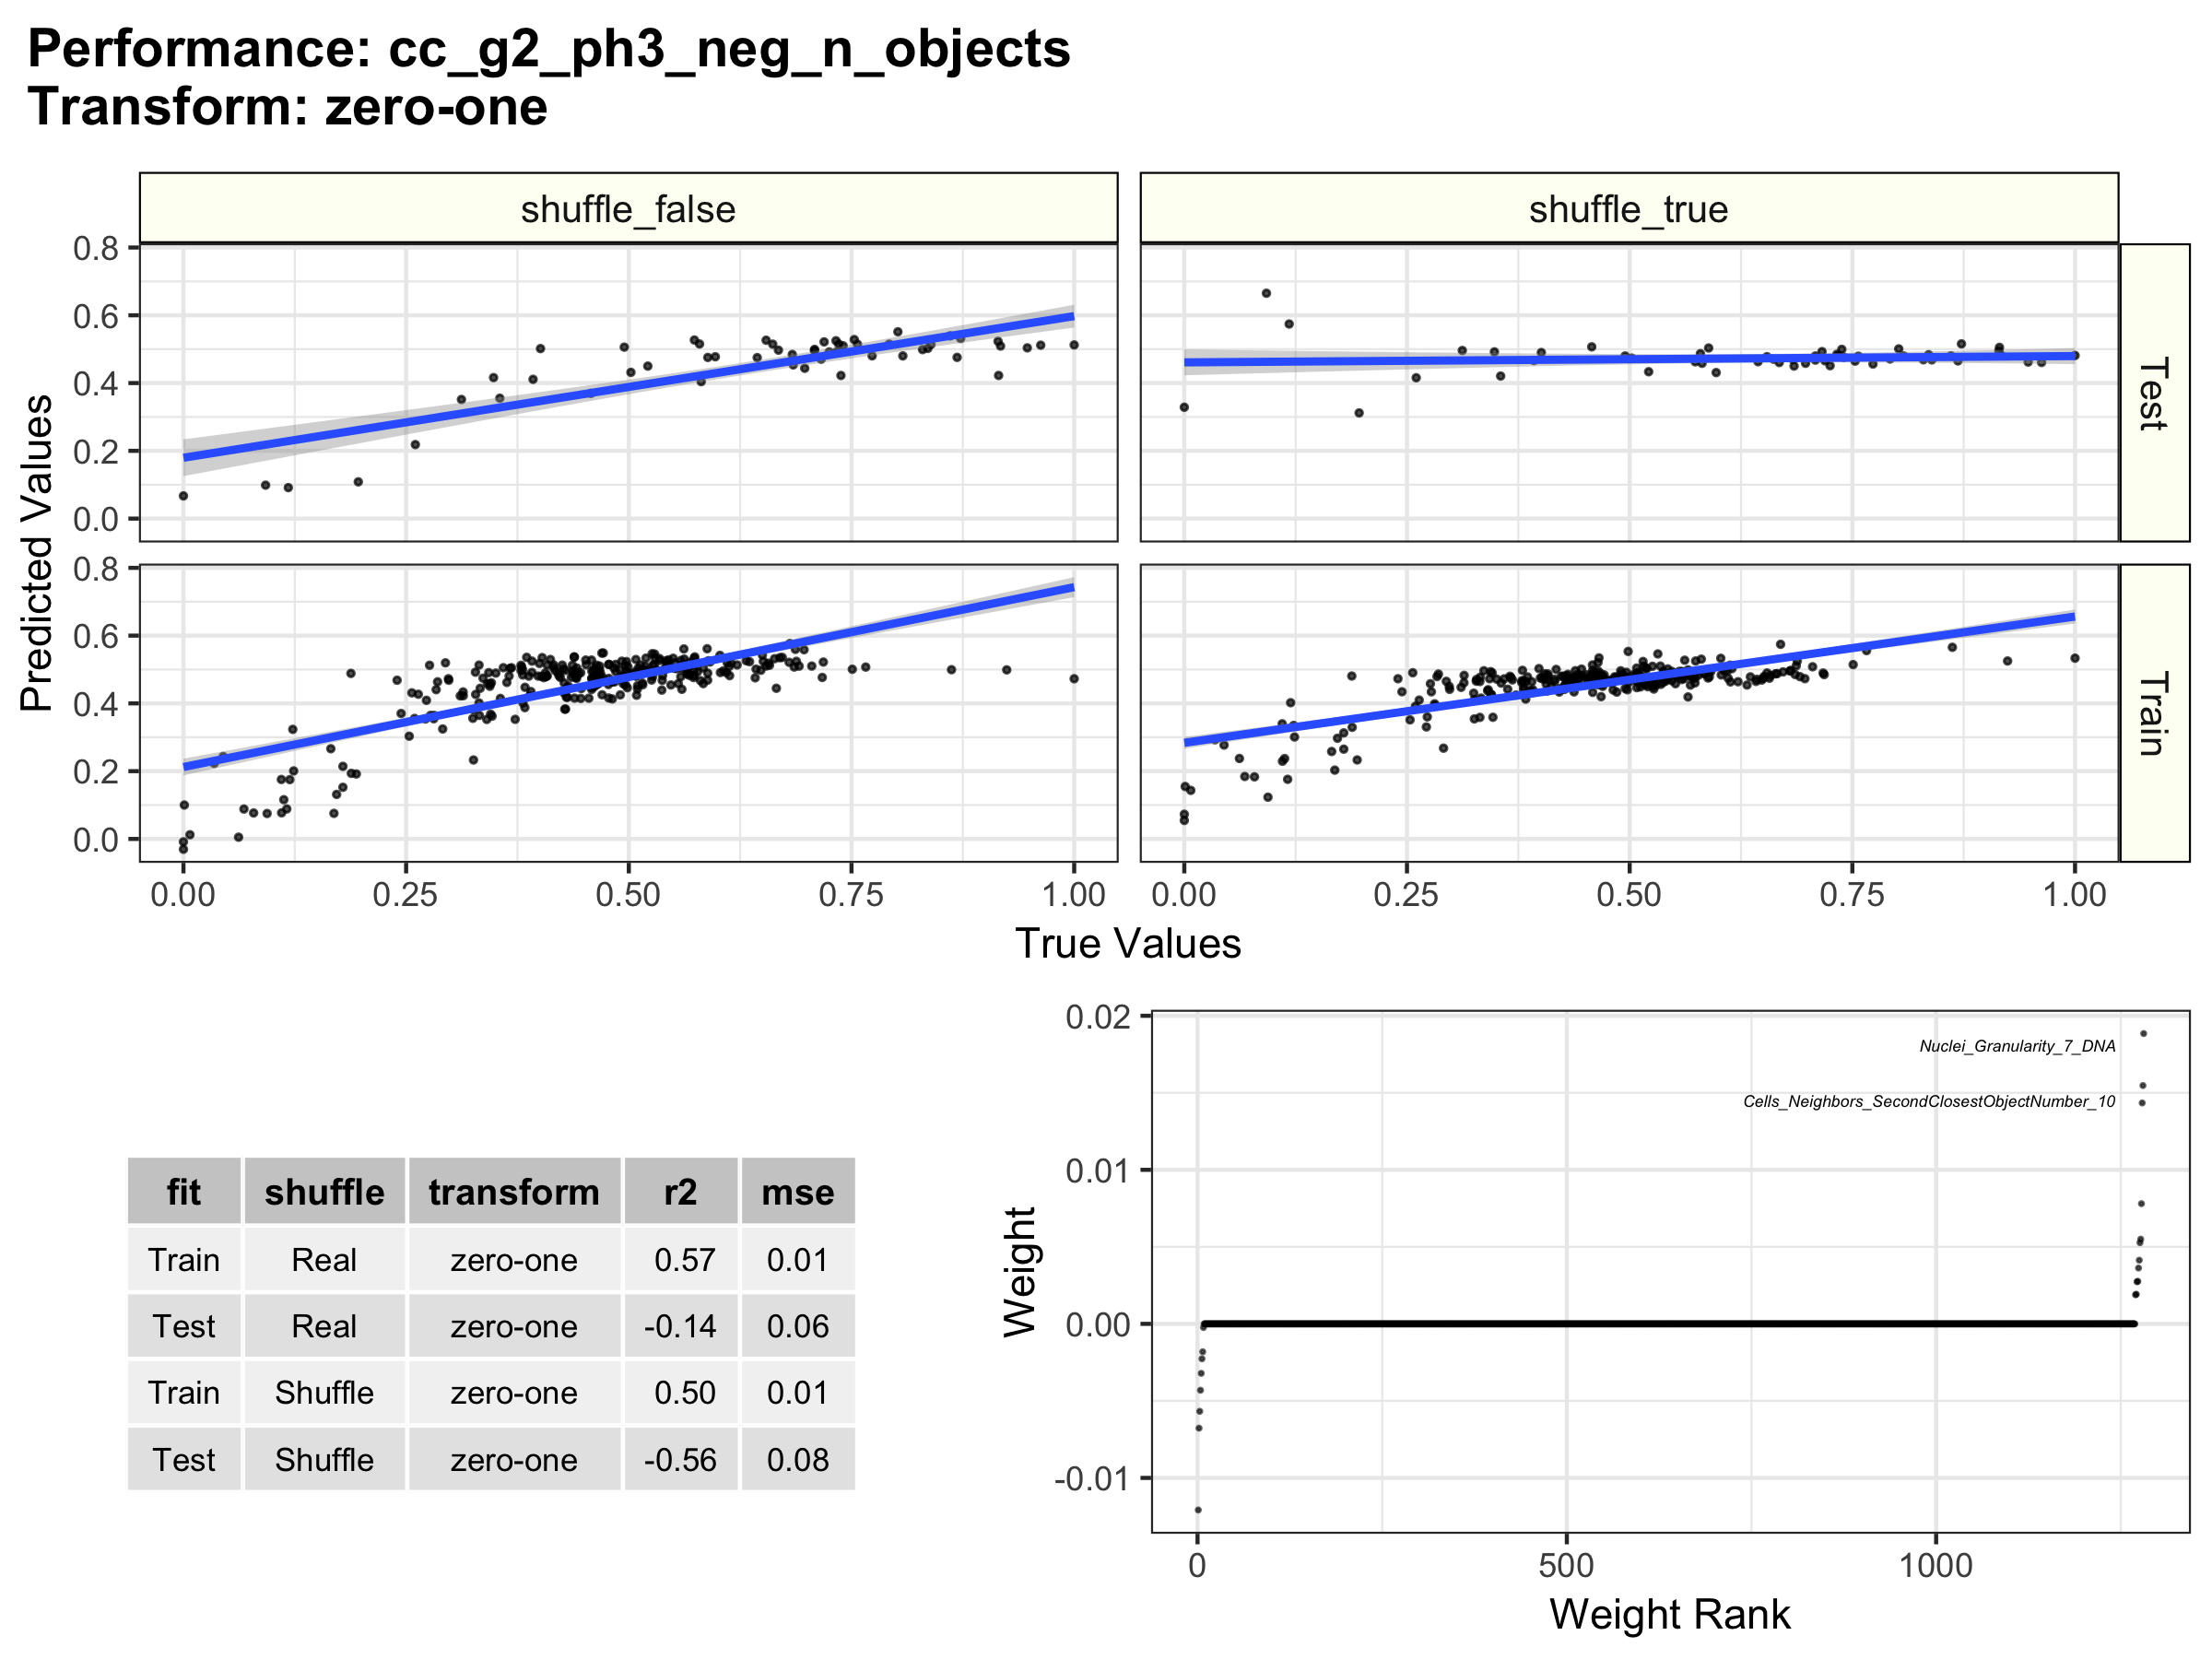 Performance: cc_g2_ph3_neg_n_objects
Transform: zero-one
shuffle_false
shuffle_true
0.8
0.6
0.4
0.2
0.0
Test
0.8
0.6
0.4
0.2
0.0
Train
Predicted Values
0.00 0.25 0.50 0.75 1.00
0.00 0.25 0.50 0.75 1.00
True Values
fit shuffle transform r2 mse
Train Real zero-one 0.57 0.01
Test Real zero-one -0.14 0.06
Train Shuffle zero-one 0.50 0.01
Test Shuffle zero-one -0.56 0.08
0.02
0.01
0.00
-0.01
Weight
Nuclei_Granularity_7_DNA
Cells_Neighbors_SecondClosestObjectNumber_10
0 500 1000
Weight Rank